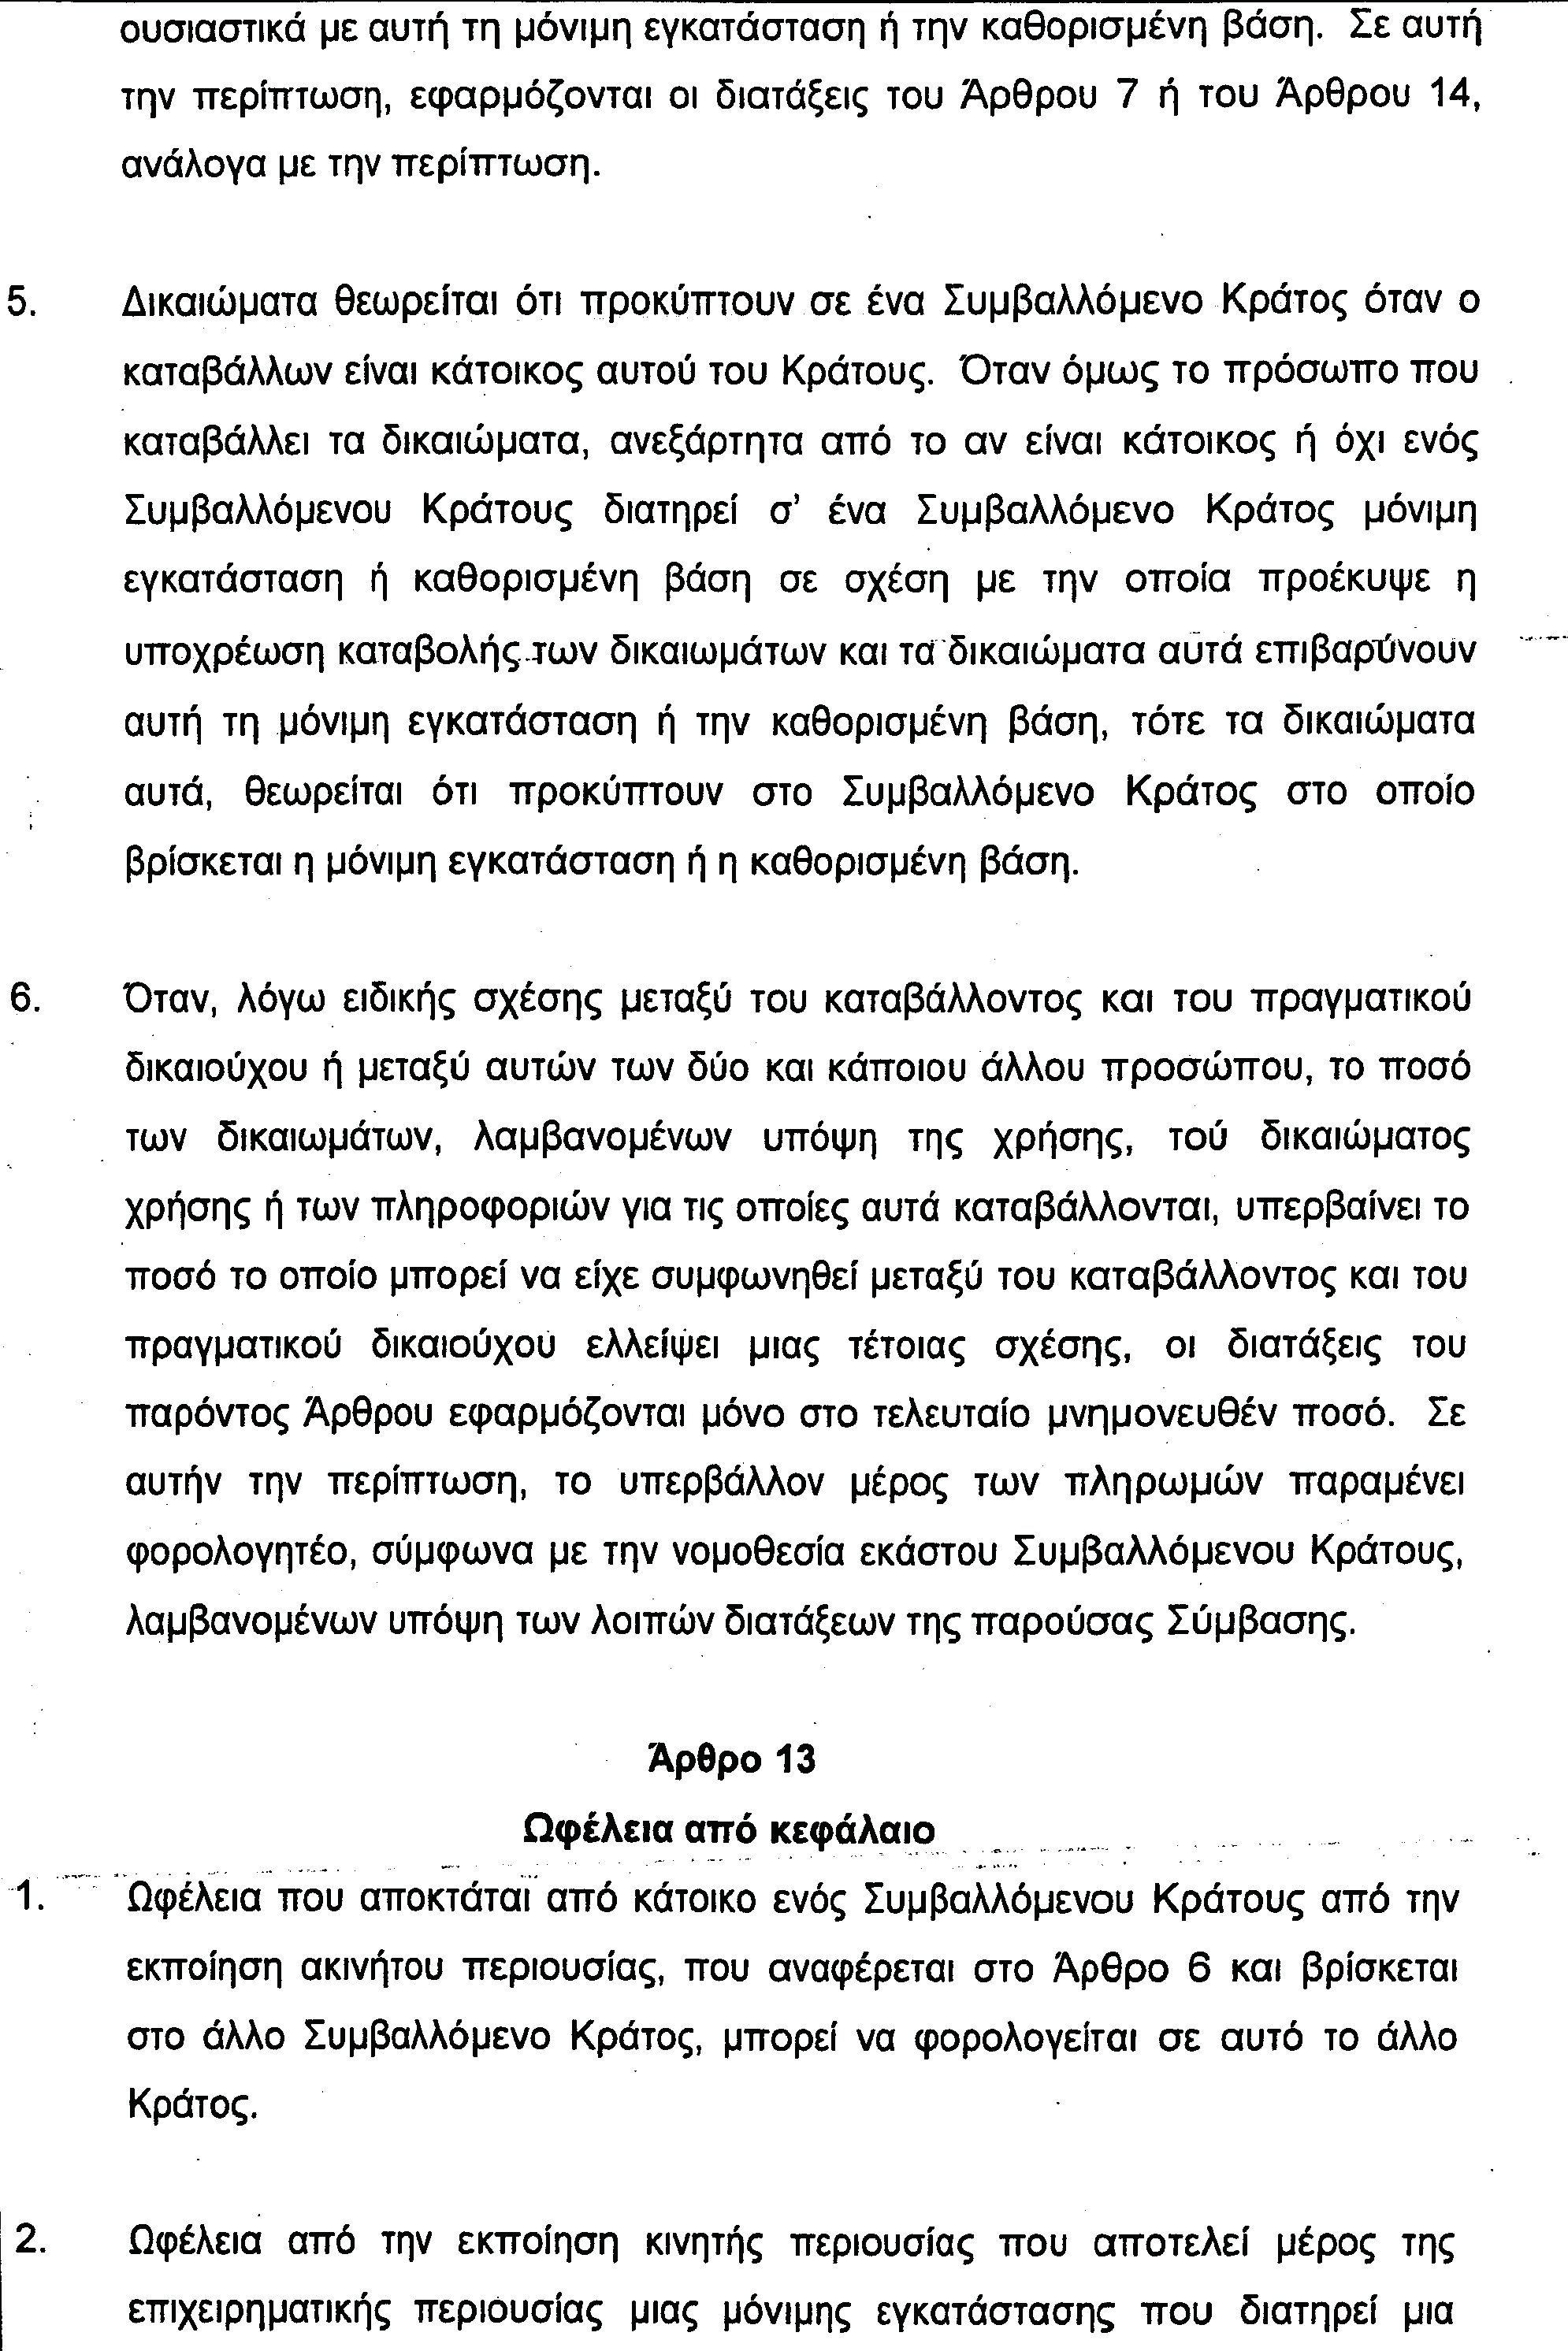 ουσιαστικά με αυτή τη μόνιμη εγκατάσταση ή την καθορισμένη βάση. Σε αυτή
την περίπτωση, εφαρμόζονται οι διατάξεις του Άρθρου 7 ή του Άρθρου 14,
ανάλογα με την περίπτωση.
5. Δικαιώματα θεωρείται ότι προκύπτουν σε ένα Συμβαλλόμενο Κράτος όταν ο
καταβάλλων είναι κάτοικος αυτού του Κράτους. Όταν όμως το πρόσωπο που
καταβάλλει τα δικαιώματα, ανεξάρτητα από το αν είναι κάτοικος ή όχι ενός
Συμβαλλόμενου Κράτους διατηρεί σ' ένα Συμβαλλόμενο Κράτος μόνιμη
εγκατάσταση ή καθορισμένη βάση σε σχέση με την οποία προέκυψε η
υποχρέωση καταβολής των δικαιωμάτων και τα δικαιώματα αυτά επιβαρύνουν
αυτή τη μόνιμη εγκατάσταση ή την καθορισμένη βάση, τότε τα δικαιώματα
αυτά, θεωρείται ότι προκύπτουν στο Συμβαλλόμενο Κράτος στο οποίο
βρίσκεται η μόνιμη εγκατάσταση ή η καθορισμένη βάση.
6. Όταν, λόγω ειδικής σχέσης μεταξύ του καταβάλλοντος και του πραγματικού
δικαιούχου ή μεταξύ αυτών των δύο και κάποιου άλλου προσώπου, το ποσό
των δικαιωμάτων, λαμβανομένων υπόψη της χρήσης, τού δικαιώματος
χρήσης ή των πληροφοριών για τις οποίες αυτά καταβάλλονται, υπερβαίνει το
ποσό το οποίο μπορεί να είχε συμφωνηθεί μεταξύ του καταβάλλοντος και του
πραγματικού δικαιούχου ελλείψει μιας τέτοιας σχέσης, οι διατάξεις του
παρόντος Άρθρου εφαρμόζονται μόνο στο τελευταίο μνημονευθέν ποσό. Σε
αυτήν την περίπτωση, το υπερβάλλον μέρος των πληρωμών παραμένει
φορολογητέο, σύμφωνα με την νομοθεσία εκάστου Συμβαλλόμενου Κράτους,
λαμβανομένων υπόψη των λοιπών διατάξεων της παρούσας Σύμβασης.
Άρθρο 13
Ωφέλεια από κεφάλαιο
1. Ωφέλεια που αποκτάται από κάτοικο ενός Συμβαλλόμενου Κράτους από την
εκποίηση ακινήτου περιουσίας, που αναφέρεται στο Άρθρο 6 και βρίσκεται
στο άλλο Συμβαλλόμενο Κράτος, μπορεί να φορολογείται σε αυτό το άλλο
Κράτος.
2. Ωφέλεια από την εκποίηση κινητής περιουσίας που αποτελεί μέρος της
επιχειρηματικής περιουσίας μιας μόνιμης εγκατάστασης που διατηρεί μια